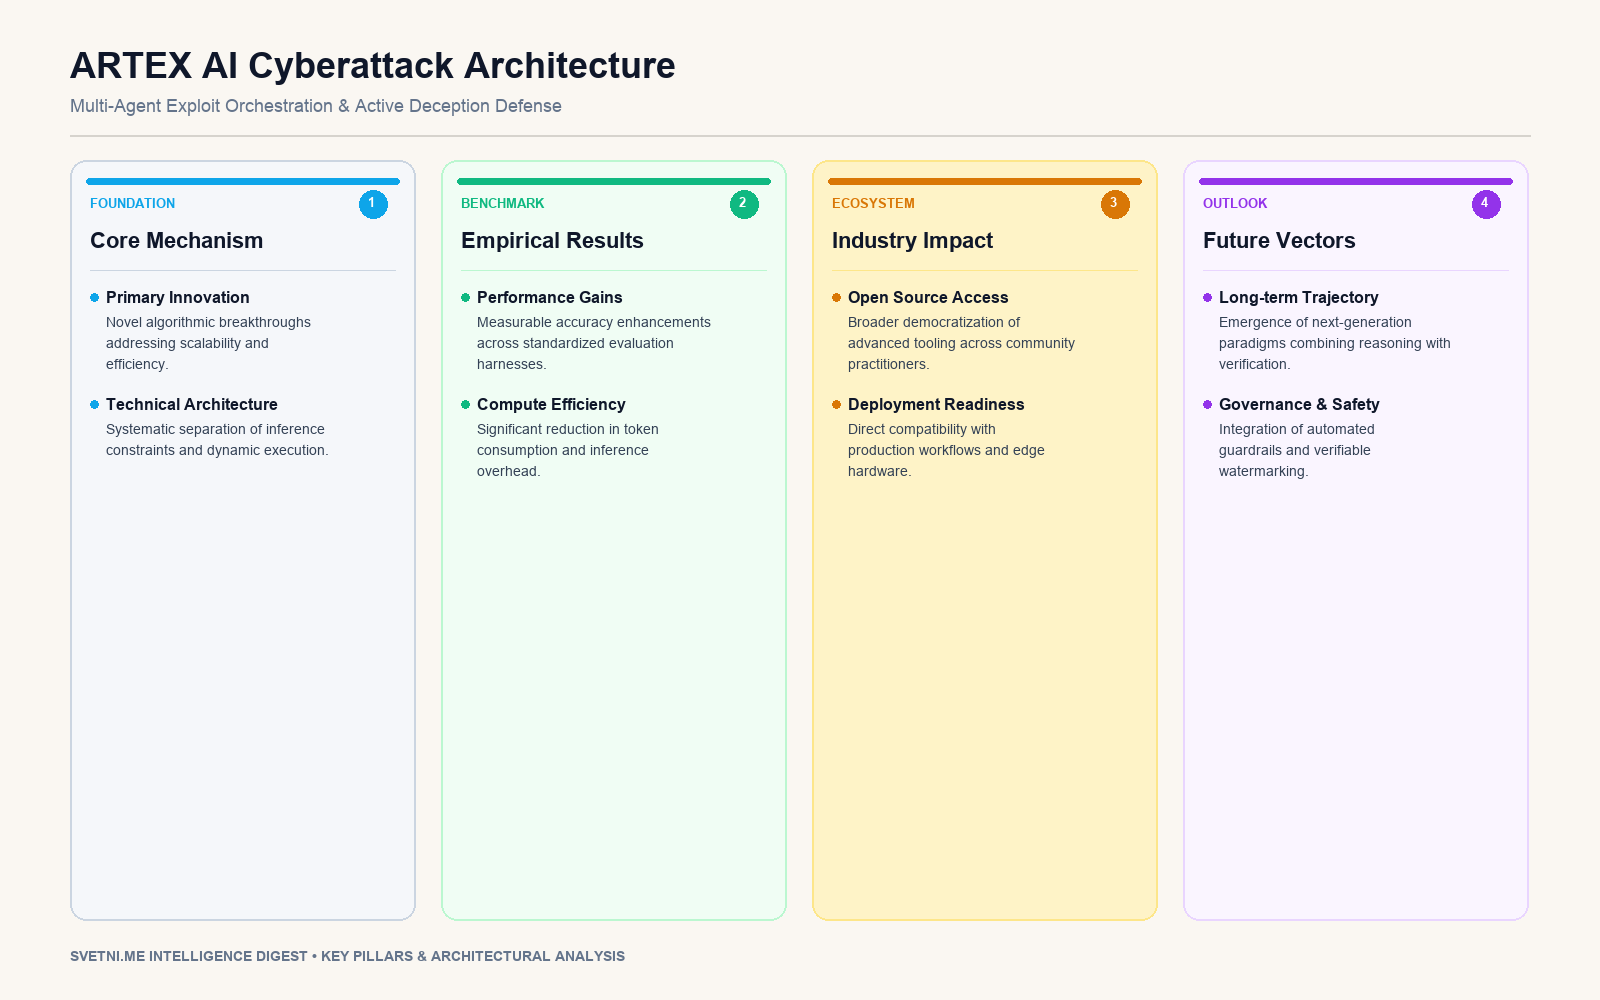 ARTEX AI Cyberattack Architecture
Multi-Agent Exploit Orchestration & Active Deception Defense
FOUNDATION
1
Core Mechanism
Primary Innovation
Novel algorithmic breakthroughs
addressing scalability and
efficiency.
Technical Architecture
Systematic separation of inference
constraints and dynamic execution.
BENCHMARK
2
Empirical Results
Performance Gains
Measurable accuracy enhancements
across standardized evaluation
harnesses.
Compute Efficiency
Significant reduction in token
consumption and inference
overhead.
ECOSYSTEM
3
Industry Impact
Open Source Access
Broader democratization of
advanced tooling across community
practitioners.
Deployment Readiness
Direct compatibility with
production workflows and edge
hardware.
OUTLOOK
4
Future Vectors
Long-term Trajectory
Emergence of next-generation
paradigms combining reasoning with
verification.
Governance & Safety
Integration of automated
guardrails and verifiable
watermarking.
SVETNI.ME INTELLIGENCE DIGEST • KEY PILLARS & ARCHITECTURAL ANALYSIS